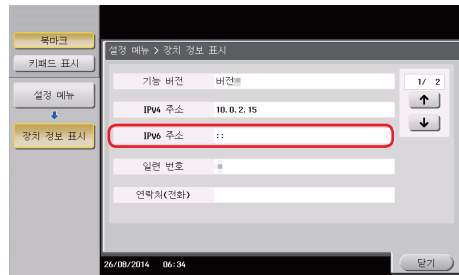 북마크
키패드 표시
설정 메뉴
장치 정보 표시
설정 메뉴 > 장치 정보 표시
기능 버전 버전
1/ 2
IPv4 주소 10.0.2.15
IPv6 주소 ::
일련 번호
연락처(전화)
26/08/2014 06:34
닫기